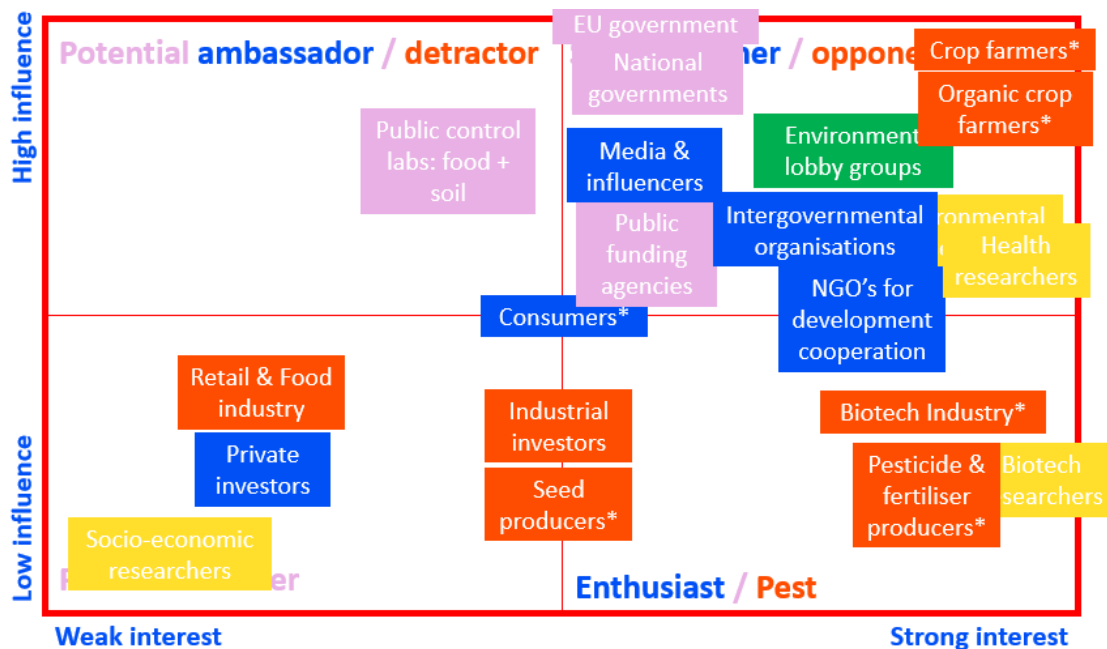 High influence
EU government
Potential ambassador / detractor
/ oppone
Crop farmers*
National
governments
Organic crop
farmers*
Public control
labs: food +
soil
Media &
influencers
Environment
lobby groups
Public
funding
agencies
Intergovernmental
organisations
Health
researchers
NGO's for
development
cooperation
Consumers*
Low influence
Retail & Food
industry
Private
investors
Industrial
investors
Seed
producers*
Biotech Industry*
Pesticide &
fertiliser
producers*
Biotech
Socio-economic
researchers
Enthusiast / Pest
Weak interest
Strong interest